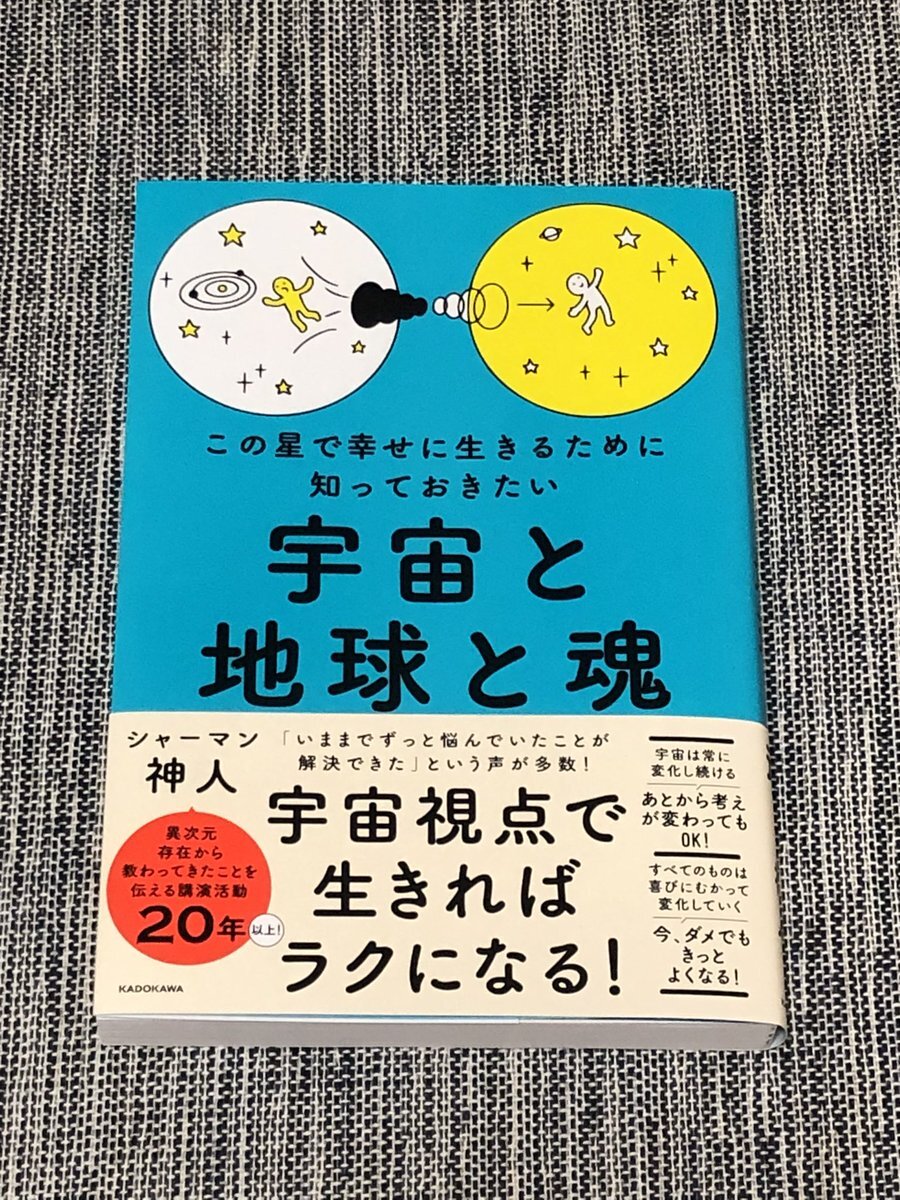 この星で幸せに生きるために
知っておきたい
宇宙と
地球と魂
シャーマン
神人
「いままでずっと悩んでいたことが
解決できた」という声が多数！
宇宙視点で
生きれば
ラクになる！
異次元
存在から
教わってきたことを
伝える講演活動
20年
以上！
宇宙は常に
変化し続ける
あとから考え
が変わっても
OK！
すべてのものは
喜びにむかって
変化していく
今、ダメでも
きっと
よくなる！
KADOKAWA